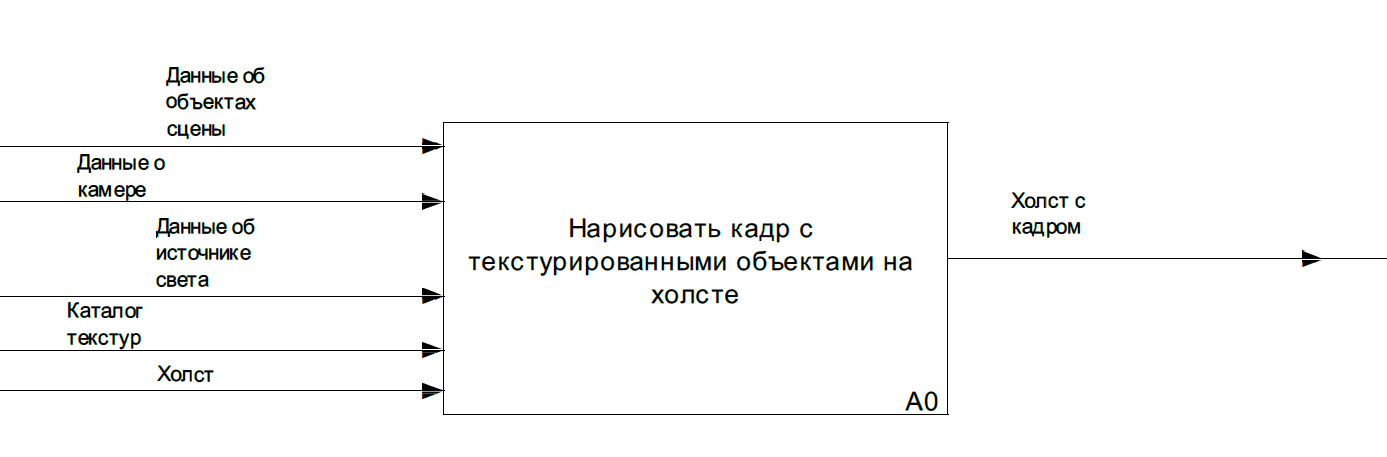 Данные об
объектах
сцены
Данные о
камере
Данные об
источнике
света
Каталог
текстур
Холст
Нарисовать кадр с
текстурированными объектами на
холсте
A0
Холст с
кадром